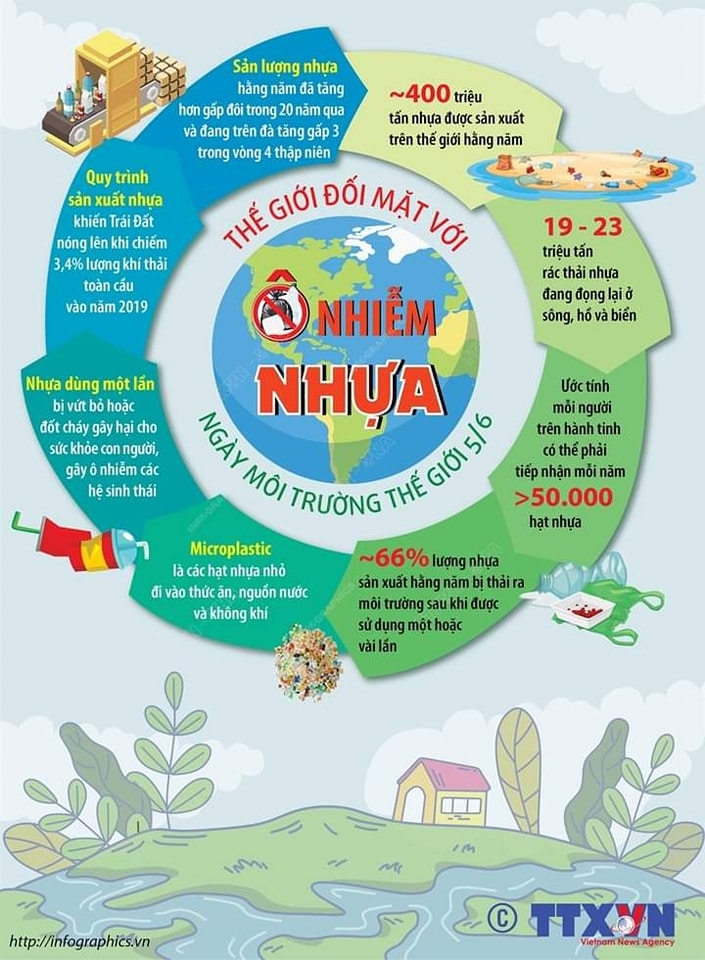 THẾ GIỚI ĐỐI MẶT VỚI
Ô NHIỄM
NHỰA
NGÀY MÔI TRƯỜNG THẾ GIỚI 5/6
~400 triệu
tấn nhựa được sản xuất
trên thế giới hằng năm
19 - 23
triệu tấn
rác thải nhựa
đang đọng lại ở
sông, hồ và biển
Ước tính
mỗi người
trên hành tinh
có thể phải
tiếp nhận mỗi năm
>50.000
hạt nhựa
~66% lượng nhựa
sản xuất hằng năm bị thải ra
môi trường sau khi được
sử dụng một hoặc
vài lần
Microplastic
là các hạt nhựa nhỏ
đi vào thức ăn, nguồn nước
và không khí
Nhựa dùng một lần
bị vứt bỏ hoặc
đốt cháy gây hại cho
sức khỏe con người,
gây ô nhiễm các
hệ sinh thái
Quy trình
sản xuất nhựa
khiến Trái Đất
nóng lên khi chiếm
3,4% lượng khí thải
toàn cầu
vào năm 2019
Sản lượng nhựa
hằng năm đã tăng
hơn gấp đôi trong 20 năm qua
và đang trên đà tăng gấp 3
trong vòng 4 thập niên
© TTXVN
Vietnam News Agency
http://infographics.vn